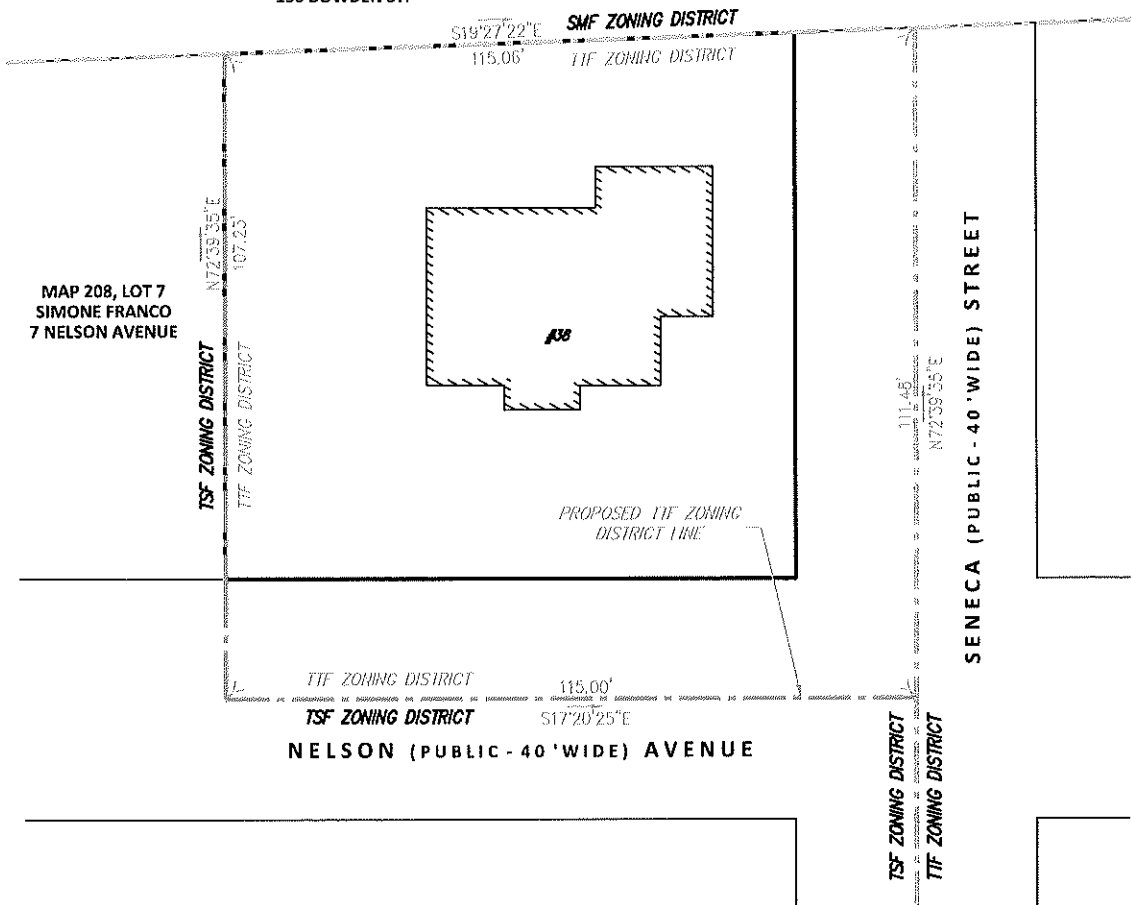 S19°27'22"E
SMF ZONING DISTRICT
115.06'
TTF ZONING DISTRICT
N72°39'35"E
107.23'
MAP 208, LOT 7
SIMONE FRANCO
7 NELSON AVENUE
TSF ZONING DISTRICT
TTF ZONING DISTRICT
#38
111.45'
N72°39'35"E
SENECA (PUBLIC - 40 'WIDE) STREET
PROPOSED TTF ZONING
DISTRICT LINE
TTF ZONING DISTRICT
115.00'
TSF ZONING DISTRICT
S17°20'25"E
NELSON (PUBLIC - 40 'WIDE) AVENUE
TSF ZONING DISTRICT
TTF ZONING DISTRICT